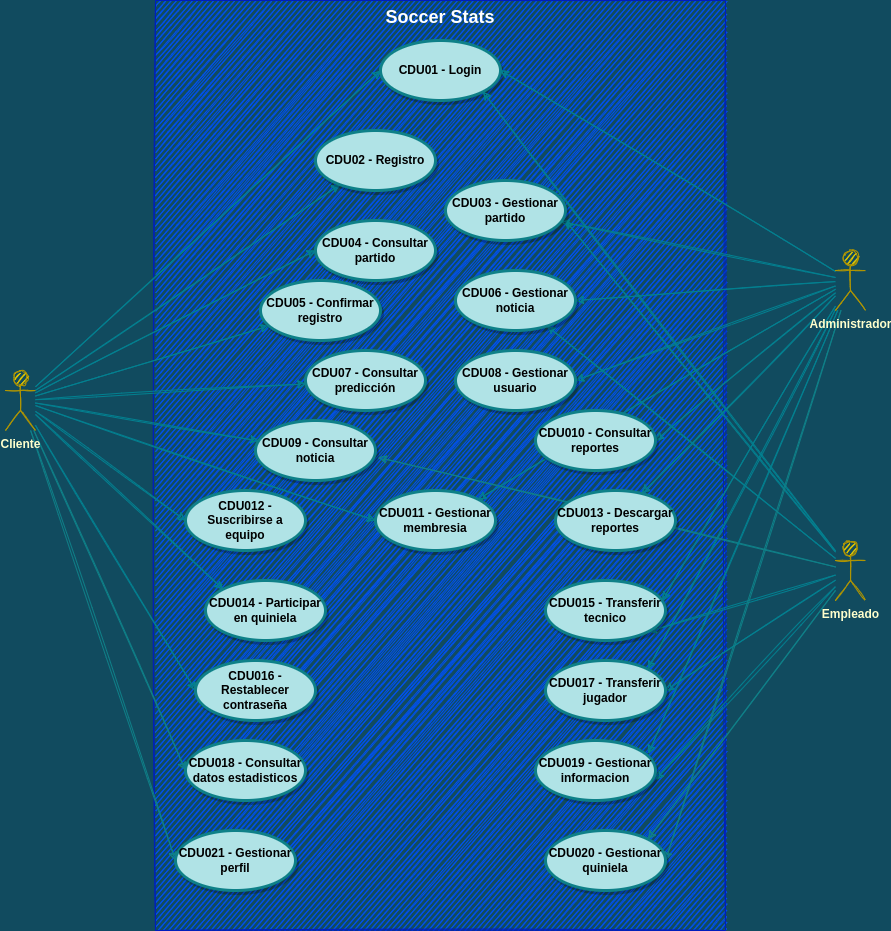 Soccer Stats
CDU01 - Login
CDU02 - Registro
CDU03 - Gestionar
partido
CDU04 - Consultar
partido
CDU05 - Confirmar
registro
CDU06 - Gestionar
noticia
Administrador
CDU07 - Consultar
predicción
CDU08 - Gestionar
usuario
Cliente
CDU09 - Consultar
noticia
CDU010 - Consultar
reportes
CDU012 -
Suscribirse a
equipo
CDU011 - Gestionar
membresia
CDU013 - Descargar
reportes
CDU014 - Participar
en quiniela
CDU015 - Transferir
tecnico
Empleado
CDU016 -
Restablecer
contraseña
CDU017 - Transferir
jugador
CDU018 - Consultar
datos estadisticos
CDU019 - Gestionar
informacion
CDU021 - Gestionar
perfil
CDU020 - Gestionar
quiniela